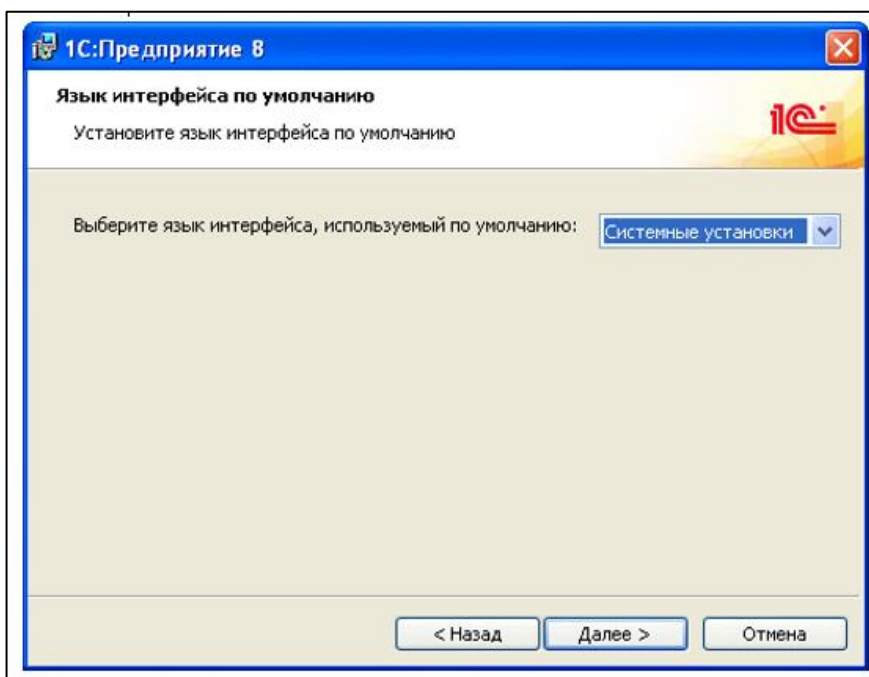 1С:Предприятие 8
Язык интерфейса по умолчанию
Установите язык интерфейса по умолчанию
1С
Выберите язык интерфейса, используемый по умолчанию: Системные установки
< Назад Далее > Отмена